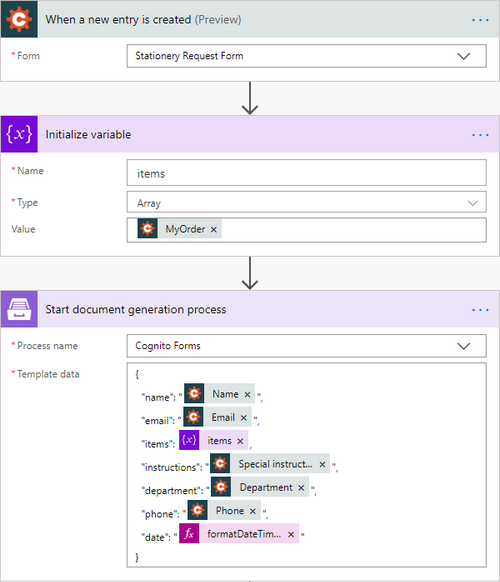 When a new entry is created (Preview)
* Form Stationery Request Form
{x} Initialize variable
* Name items
* Type Array
Value MyOrder ×
Start document generation process
* Process name Cognito Forms
* Template data {
"name": " Name × ",
"email": " Email × ",
"items": {x} items × ,
"instructions": " Special instruct... × ",
"department": " Department × ",
"phone": " Phone × ",
"date": " fx formatDateTim... × "
}